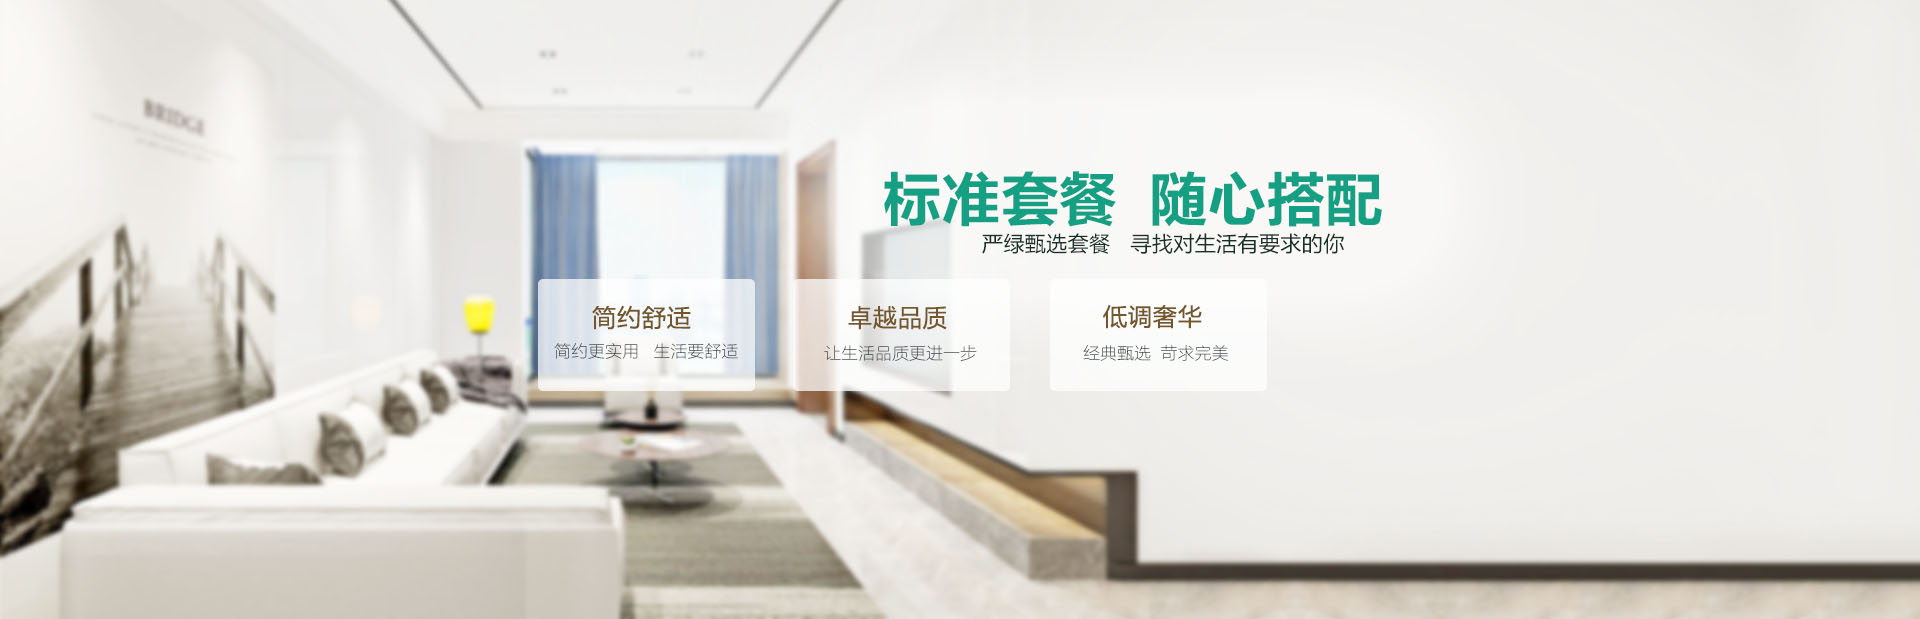 BRIDGE
标准套餐 随心搭配
严绿甄选套餐 寻找对生活有要求的你
简约舒适
简约更实用 生活要舒适
卓越品质
让生活品质更进一步
低调奢华
经典甄选 苛求完美